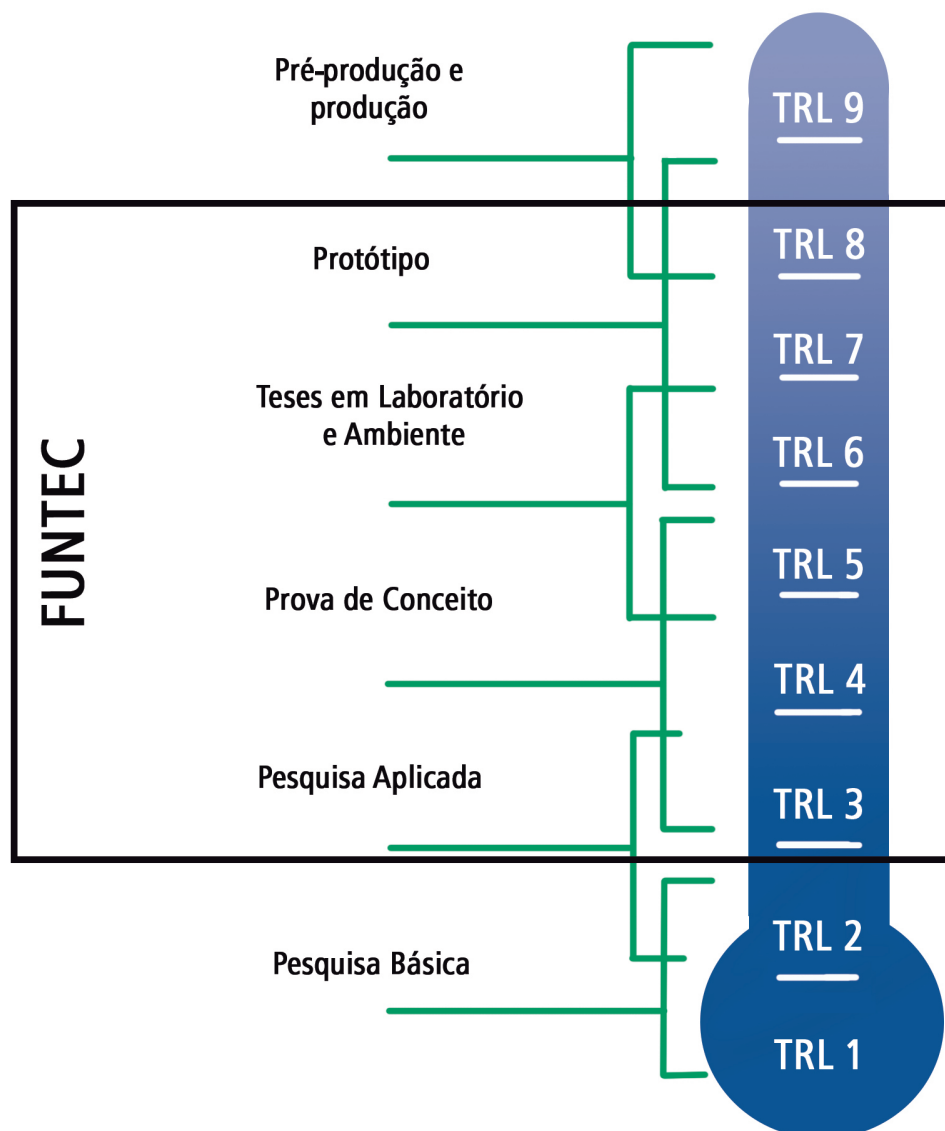 Pré-produção e
produção
TRL 9
Protótipo
TRL 8
TRL 7
Teses em Laboratório
e Ambiente
TRL 6
FUNTEC
TRL 5
Prova de Conceito
TRL 4
Pesquisa Aplicada
TRL 3
TRL 2
Pesquisa Básica
TRL 1